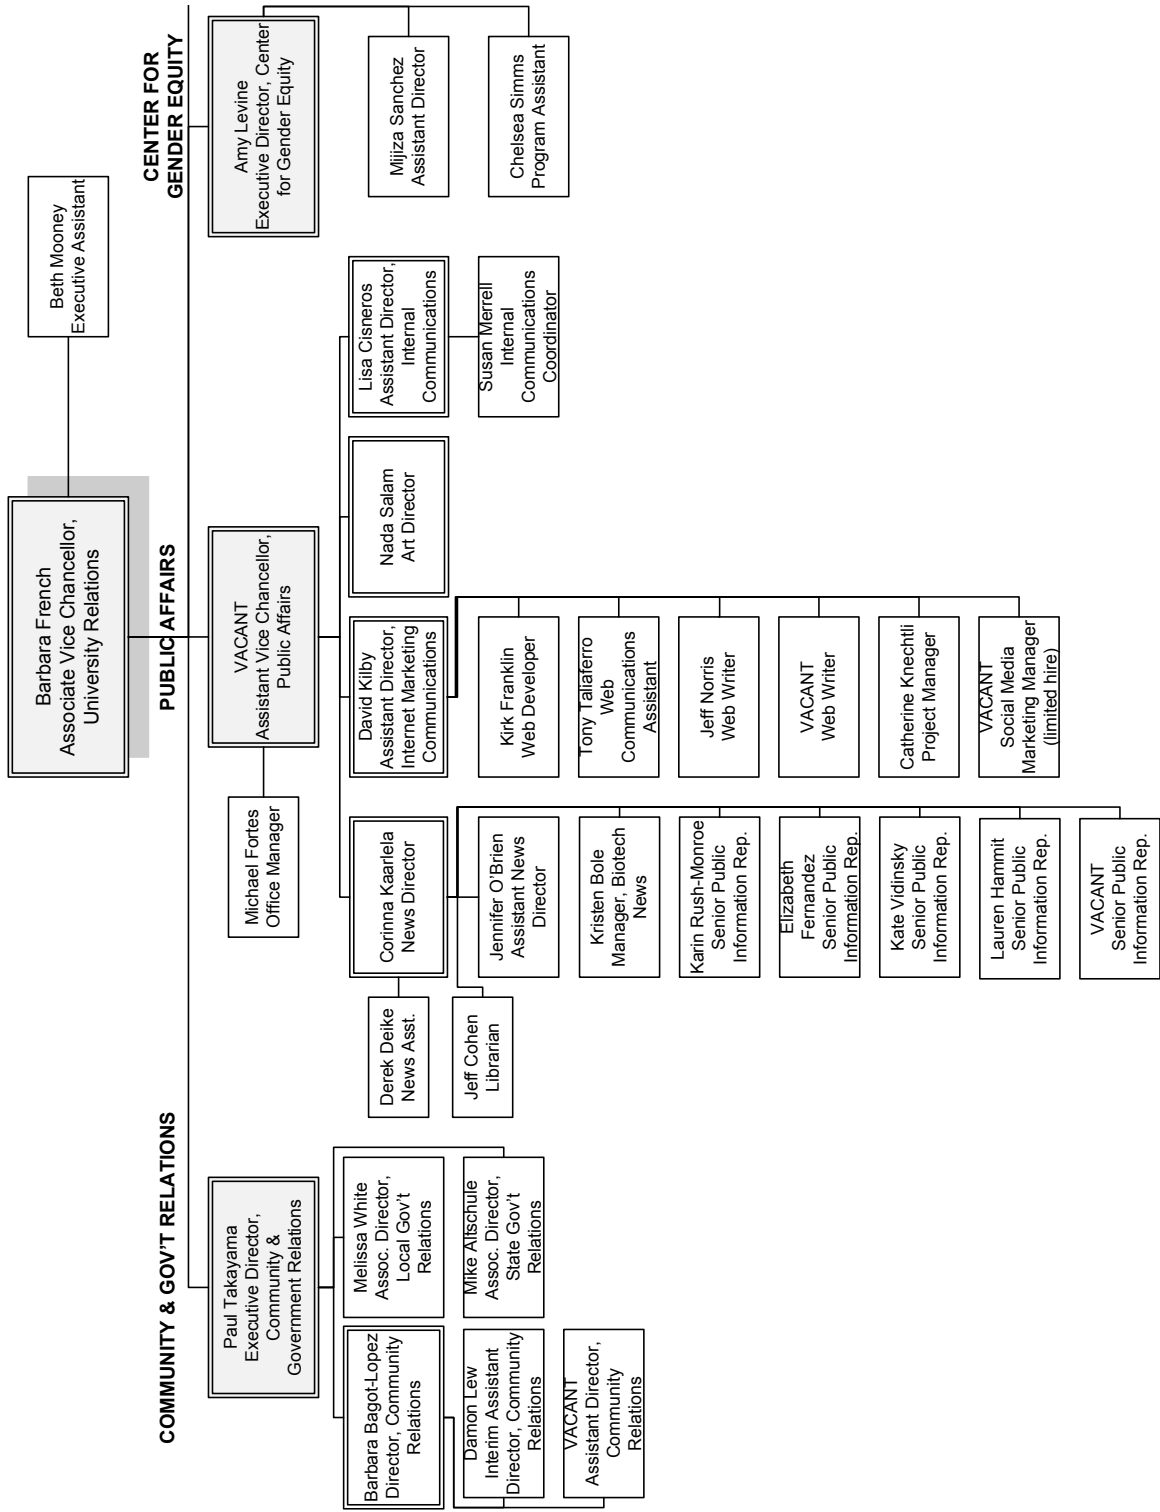 Barbara French
Associate Vice Chancellor,
University Relations
Beth Mooney
Executive Assistant
COMMUNITY & GOV'T RELATIONS
PUBLIC AFFAIRS
CENTER FOR
GENDER EQUITY
Paul Takayama
Executive Director,
Community &
Government Relations
Barbara Bagot-Lopez
Director, Community
Relations
Damon Lew
Interim Assistant
Director, Community
Relations
VACANT
Assistant Director,
Community
Relations
Melissa White
Assoc. Director,
Local Gov't
Relations
Mike Altschule
Assoc. Director,
State Gov't
Relations
Michael Fortes
Office Manager
VACANT
Assistant Vice Chancellor,
Public Affairs
Derek Deike
News Asst.
Jeff Cohen
Librarian
Corinna Kaarlela
News Director
Jennifer O'Brien
Assistant News
Director
Kristen Bole
Manager, Biotech
News
Karin Rush-Monroe
Senior Public
Information Rep.
Elizabeth
Fernandez
Senior Public
Information Rep.
Kate Vidinsky
Senior Public
Information Rep.
Lauren Hammit
Senior Public
Information Rep.
VACANT
Senior Public
Information Rep.
David Kilby
Assistant Director,
Internet Marketing
Communications
Kirk Franklin
Web Developer
Tony Taliaferro
Web
Communications
Assistant
Jeff Norris
Web Writer
VACANT
Web Writer
Catherine Knechtli
Project Manager
VACANT
Social Media
Marketing Manager
(limited hire)
Nada Salam
Art Director
Lisa Cisneros
Assistant Director,
Internal
Communications
Susan Merrell
Internal
Communications
Coordinator
Amy Levine
Executive Director, Center
for Gender Equity
Mijiza Sanchez
Assistant Director
Chelsea Simms
Program Assistant